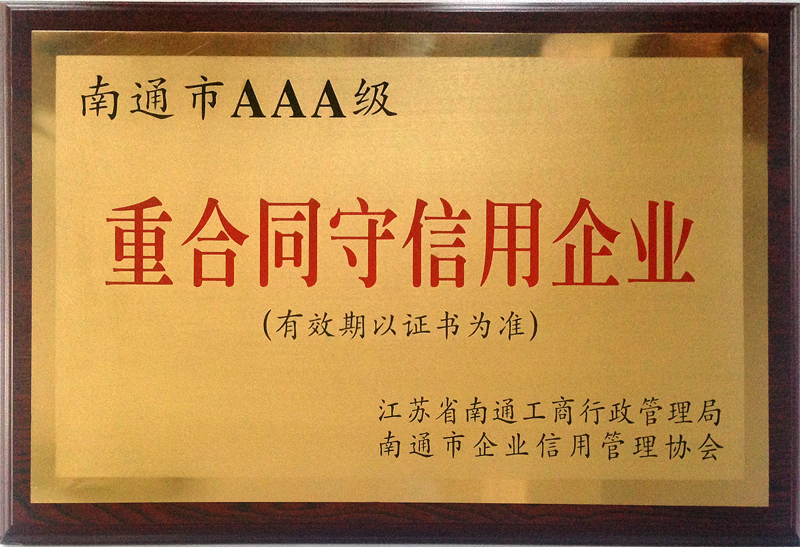 南通市AAA级
重合同守信用企业
(有效期以证书为准)
江苏省南通工商行政管理局
南通市企业信用管理协会